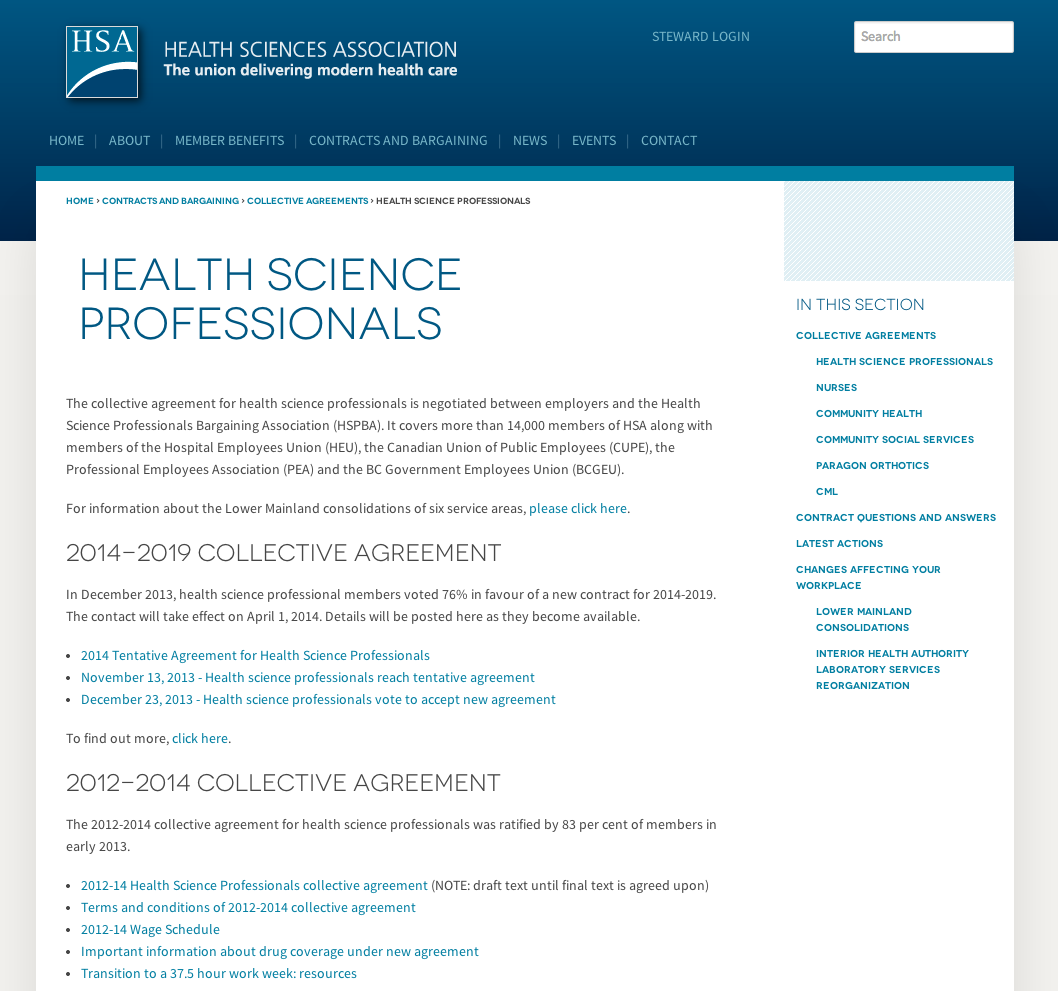 HSA
HEALTH SCIENCES ASSOCIATION
The union delivering modern health care
STEWARD LOGIN
Search
HOME
ABOUT
MEMBER BENEFITS
CONTRACTS AND BARGAINING
NEWS
EVENTS
CONTACT
HOME › CONTRACTS AND BARGAINING › COLLECTIVE AGREEMENTS › HEALTH SCIENCE PROFESSIONALS
HEALTH SCIENCE
PROFESSIONALS
The collective agreement for health science professionals is negotiated between employers and the Health
Science Professionals Bargaining Association (HSPBA). It covers more than 14,000 members of HSA along with
members of the Hospital Employees Union (HEU), the Canadian Union of Public Employees (CUPE), the
Professional Employees Association (PEA) and the BC Government Employees Union (BCGEU).
For information about the Lower Mainland consolidations of six service areas, please click here.
2014–2019 COLLECTIVE AGREEMENT
In December 2013, health science professional members voted 76% in favour of a new contract for 2014-2019.
The contact will take effect on April 1, 2014. Details will be posted here as they become available.
• 2014 Tentative Agreement for Health Science Professionals
• November 13, 2013 - Health science professionals reach tentative agreement
• December 23, 2013 - Health science professionals vote to accept new agreement
To find out more, click here.
2012–2014 COLLECTIVE AGREEMENT
The 2012-2014 collective agreement for health science professionals was ratified by 83 per cent of members in
early 2013.
• 2012-14 Health Science Professionals collective agreement (NOTE: draft text until final text is agreed upon)
• Terms and conditions of 2012-2014 collective agreement
• 2012-14 Wage Schedule
• Important information about drug coverage under new agreement
• Transition to a 37.5 hour work week: resources
IN THIS SECTION
COLLECTIVE AGREEMENTS
HEALTH SCIENCE PROFESSIONALS
NURSES
COMMUNITY HEALTH
COMMUNITY SOCIAL SERVICES
PARAGON ORTHOTICS
CML
CONTRACT QUESTIONS AND ANSWERS
LATEST ACTIONS
CHANGES AFFECTING YOUR
WORKPLACE
LOWER MAINLAND
CONSOLIDATIONS
INTERIOR HEALTH AUTHORITY
LABORATORY SERVICES
REORGANIZATION